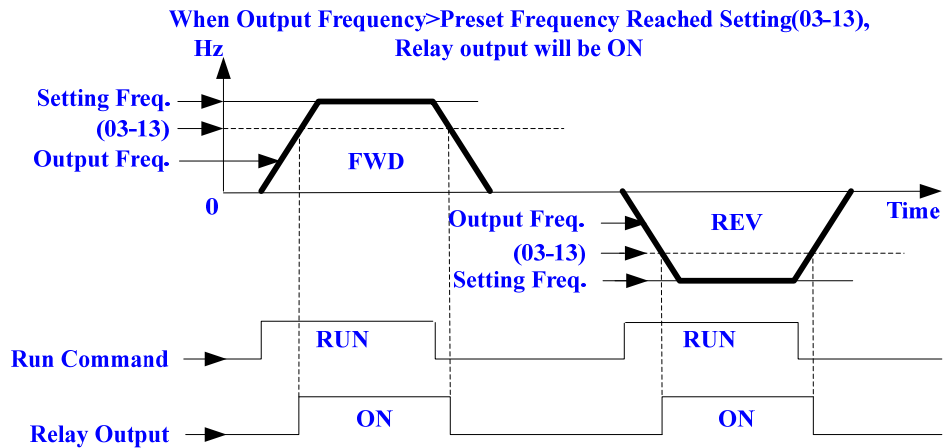 When Output Frequency>Preset Frequency Reached Setting(03-13),
Relay output will be ON
Hz
Setting Freq.
(03-13)
Output Freq.
FWD
0
Time
Output Freq.
REV
(03-13)
Setting Freq.
RUN
RUN
Run Command
ON
ON
Relay Output